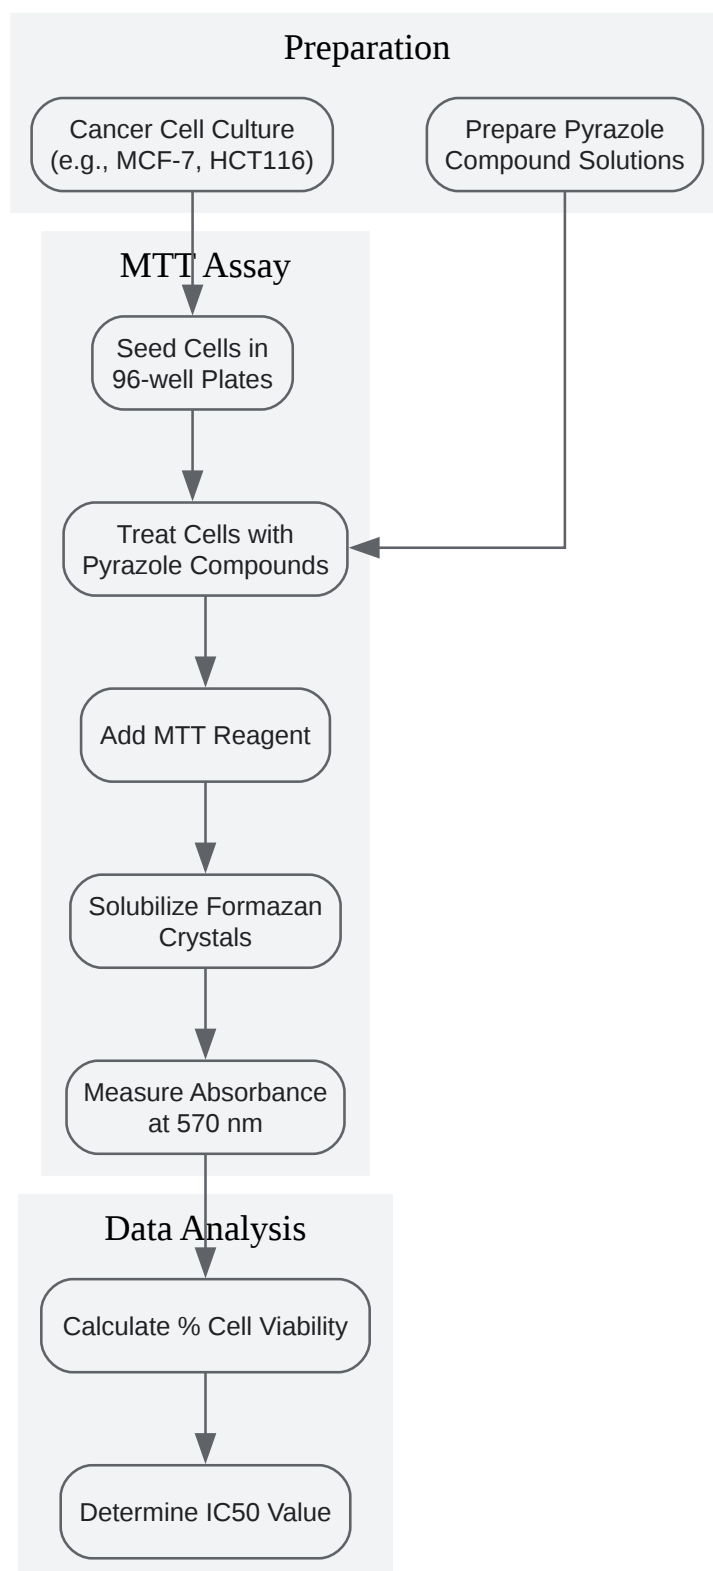 Preparation
Cancer Cell Culture
(e.g., MCF-7, HCT116)
Prepare Pyrazole
Compound Solutions
MTT Assay
Seed Cells in
96-well Plates
Treat Cells with
Pyrazole Compounds
Add MTT Reagent
Solubilize Formazan
Crystals
Measure Absorbance
at 570 nm
Data Analysis
Calculate % Cell Viability
Determine IC50 Value